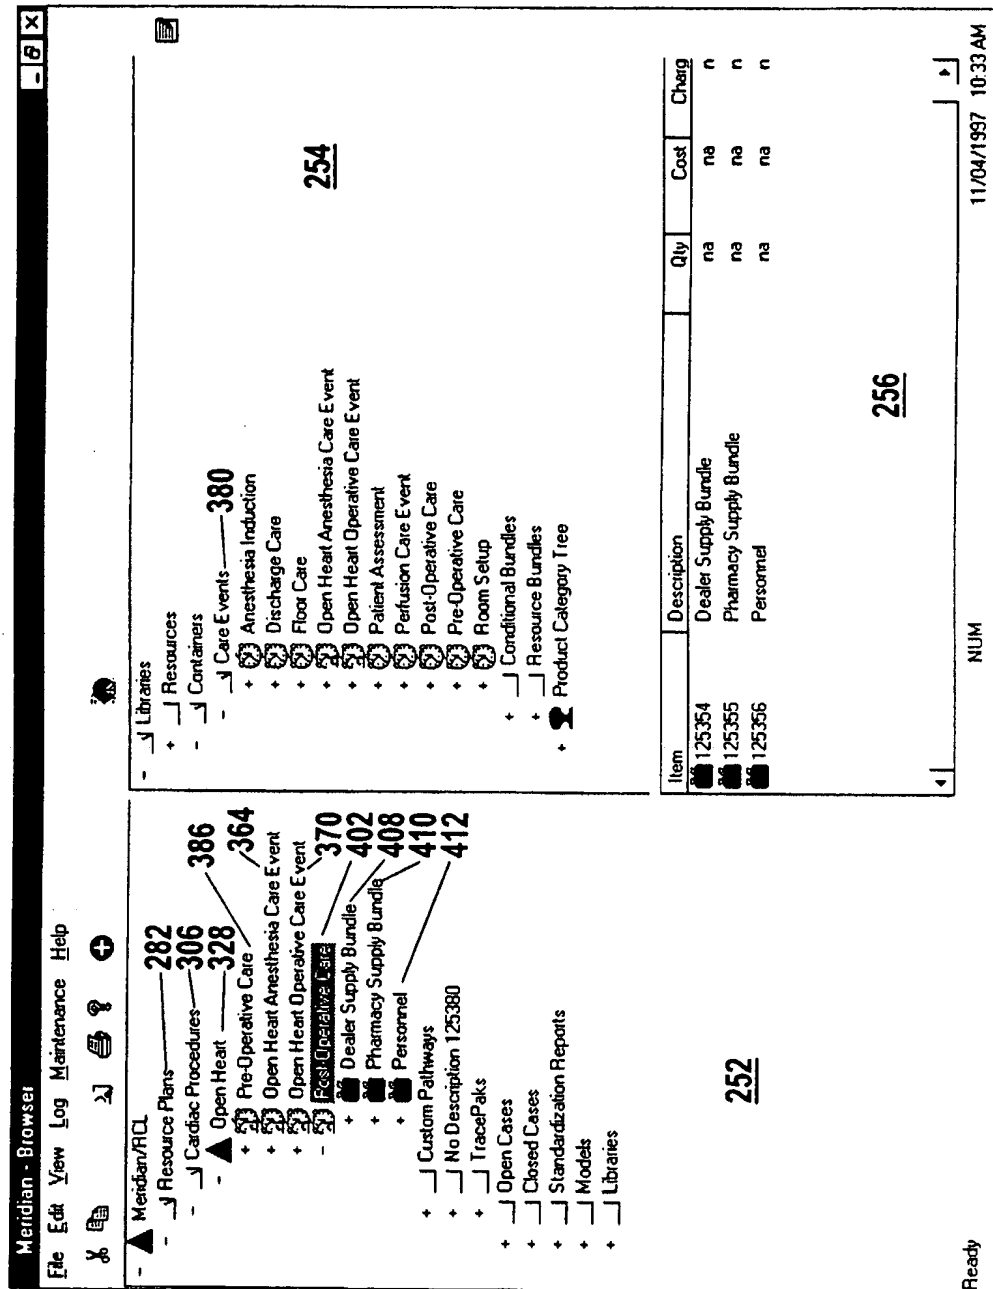 Meridian - Browser
File Edit View Log Maintenance Help
Meridian/RCL
Resource Plans 282
Cardiac Procedures 306
Open Heart 328
Pre-Operative Care 386
Open Heart Anesthesia Care Event 364
Open Heart Operative Care Event 370
Post-Operative Care 402
Dealer Supply Bundle 408
Pharmacy Supply Bundle 410
Personnel 412
Custom Pathways
No Description 125380
TracePaks
Open Cases
Closed Cases
Standardization Reports
Models
Libraries
252
Libraries
Resources
Containers
Care Events 380
Anesthesia Induction
Discharge Care
Floor Care
Open Heart Anesthesia Care Event
Open Heart Operative Care Event
Patient Assessment
Perfusion Care Event
Post-Operative Care
Pre-Operative Care
Room Setup
Conditional Bundles
Resource Bundles
Product Category Tree
254
Item Description Qty Cost Charg
125354 Dealer Supply Bundle na na n
125355 Pharmacy Supply Bundle na na n
125356 Personnel na na n
256
Ready NUM 11/04/1997 10:33 AM